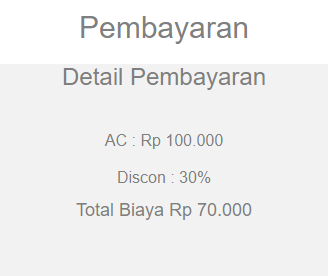 Pembayaran
Detail Pembayaran
AC : Rp 100.000
Discon : 30%
Total Biaya Rp 70.000